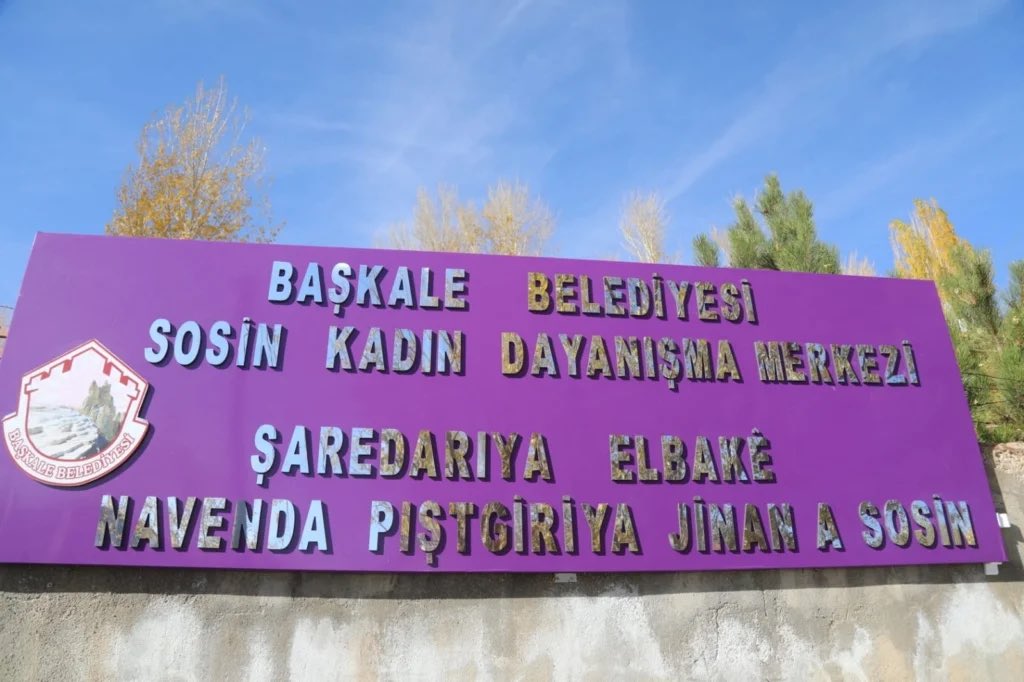 BAŞKALE BELEDİYESİ
SOSİN KADIN DAYANIŞMA MERKEZİ
ŞAREDARIYA ELBAKÊ
NAVENDA PIŞTGİRİYA JİNAN A SOSİN
BAŞKALE BELEDİYESİ